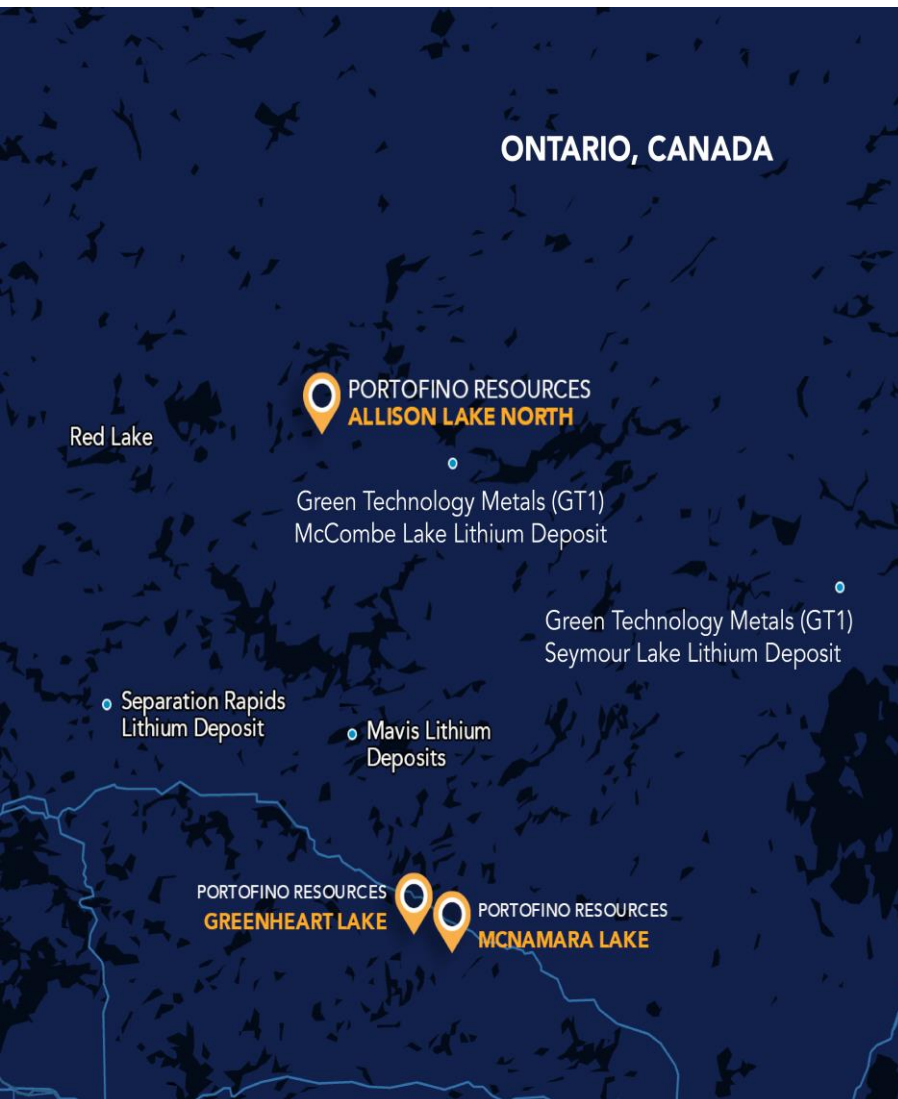 ONTARIO, CANADA
PORTOFINO RESOURCES
ALLISON LAKE NORTH
Red Lake
Green Technology Metals (GT1)
McCombe Lake Lithium Deposit
Green Technology Metals (GT1)
Seymour Lake Lithium Deposit
Separation Rapids
Lithium Deposit
Mavis Lithium
Deposits
PORTOFINO RESOURCES
GREENHEART LAKE
PORTOFINO RESOURCES
MCNAMARA LAKE